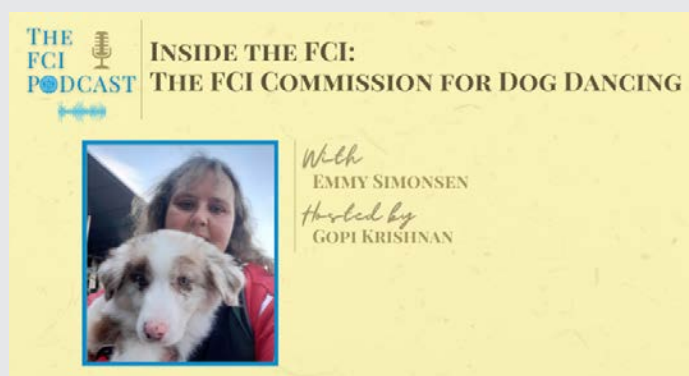 THE
FCI
PODCAST
INSIDE THE FCI:
THE FCI COMMISSION FOR DOG DANCING
With
EMMY SIMONSEN
Hosted by
GOPI KRISHNAN